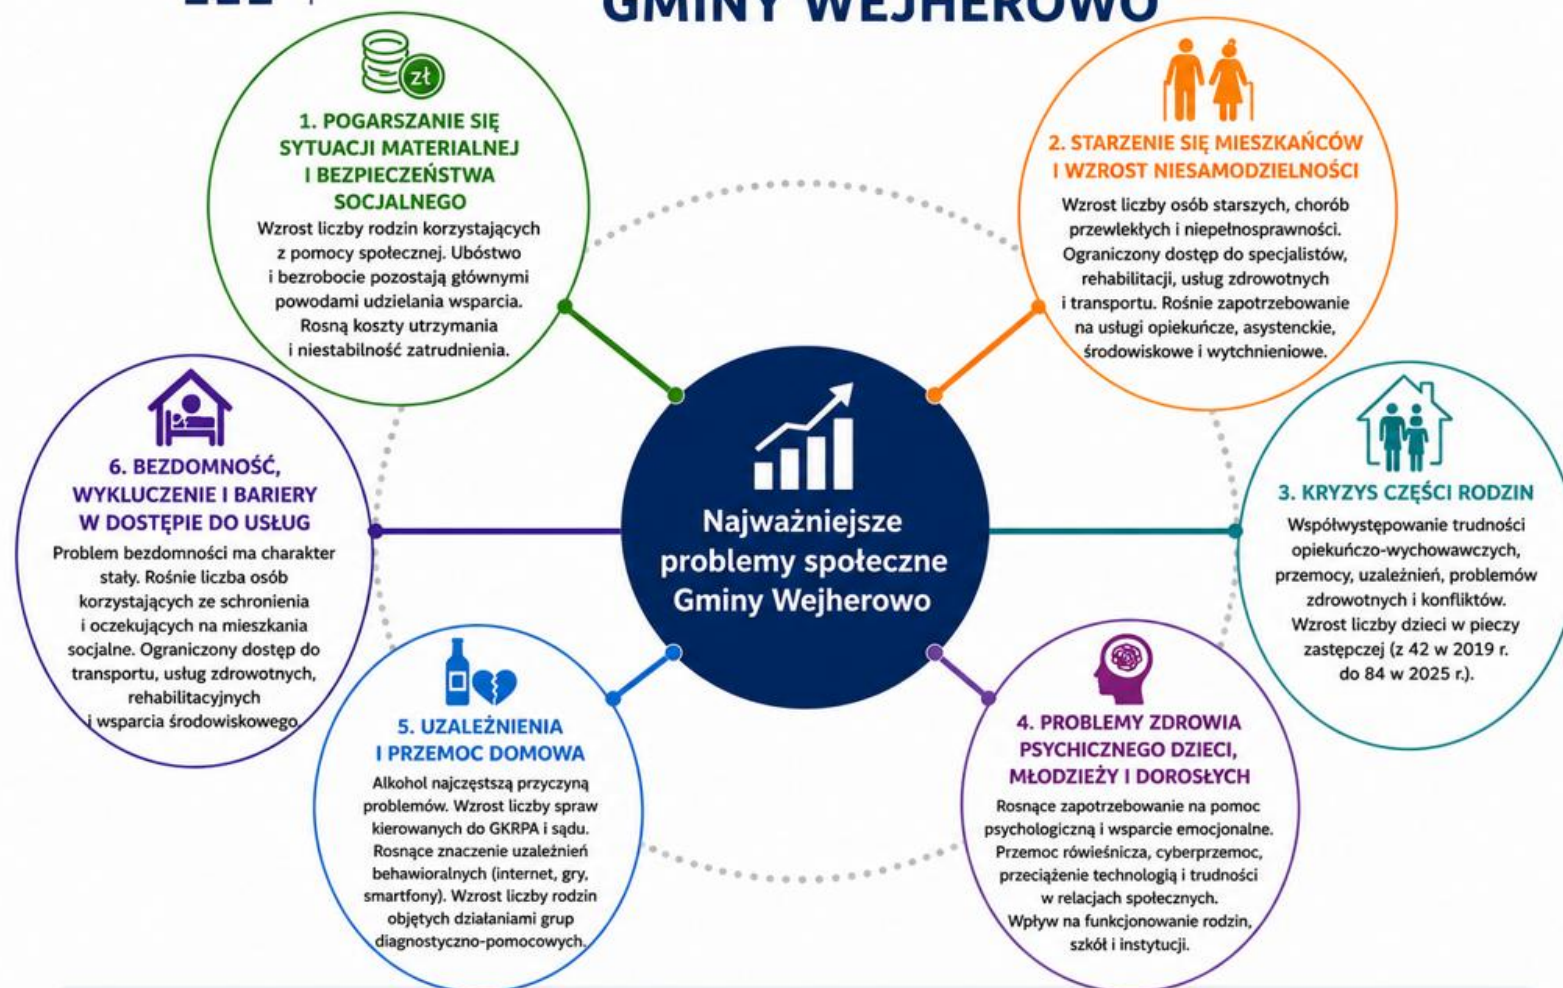 GMINY WEJHEROWO
zł
1. POGARSZANIE SIĘ
SYTUACJI MATERIALNEJ
I BEZPIECZEŃSTWA
SOCJALNEGO
Wzrost liczby rodzin korzystających
z pomocy społecznej. Ubóstwo
i bezrobocie pozostają głównymi
powodami udzielania wsparcia.
Rosną koszty utrzymania
i niestabilność zatrudnienia.
2. STARZENIE SIĘ MIESZKAŃCÓW
I WZROST NIESAMODZIELNOŚCI
Wzrost liczby osób starszych, chorób
przewlekłych i niepełnosprawności.
Ograniczony dostęp do specjalistów,
rehabilitacji, usług zdrowotnych
i transportu. Rośnie zapotrzebowanie
na usługi opiekuńcze, asystenckie,
środowiskowe i wytchnieniowe.
3. KRYZYS CZĘŚCI RODZIN
Współwystępowanie trudności
opiekuńczo-wychowawczych,
przemocy, uzależnień, problemów
zdrowotnych i konfliktów.
Wzrost liczby dzieci w pieczy
zastępczej (z 42 w 2019 r.
do 84 w 2025 r.).
4. PROBLEMY ZDROWIA
PSYCHICZNEGO DZIECI,
MŁODZIEŻY I DOROSŁYCH
Rosnące zapotrzebowanie na pomoc
psychologiczną i wsparcie emocjonalne.
Przemoc rówieśnicza, cyberprzemoc,
przeciążenie technologią i trudności
w relacjach społecznych.
Wpływ na funkcjonowanie rodzin,
szkół i instytucji.
5. UZALEŻNIENIA
I PRZEMOC DOMOWA
Alkohol najczęstszą przyczyną
problemów. Wzrost liczby spraw
kierowanych do GKRPA i sądu.
Rosnące znaczenie uzależnień
behawioralnych (internet, gry,
smartfony). Wzrost liczby rodzin
objętych działaniami grup
diagnostyczno-pomocowych.
6. BEZDOMNOŚĆ,
WYKLUCZENIE I BARIERY
W DOSTĘPIE DO USŁUG
Problem bezdomności ma charakter
stały. Rośnie liczba osób
korzystających ze schronienia
i oczekujących na mieszkania
socjalne. Ograniczony dostęp do
transportu, usług zdrowotnych,
rehabilitacyjnych
i wsparcia środowiskowego.
Najważniejsze
problemy społeczne
Gminy Wejherowo